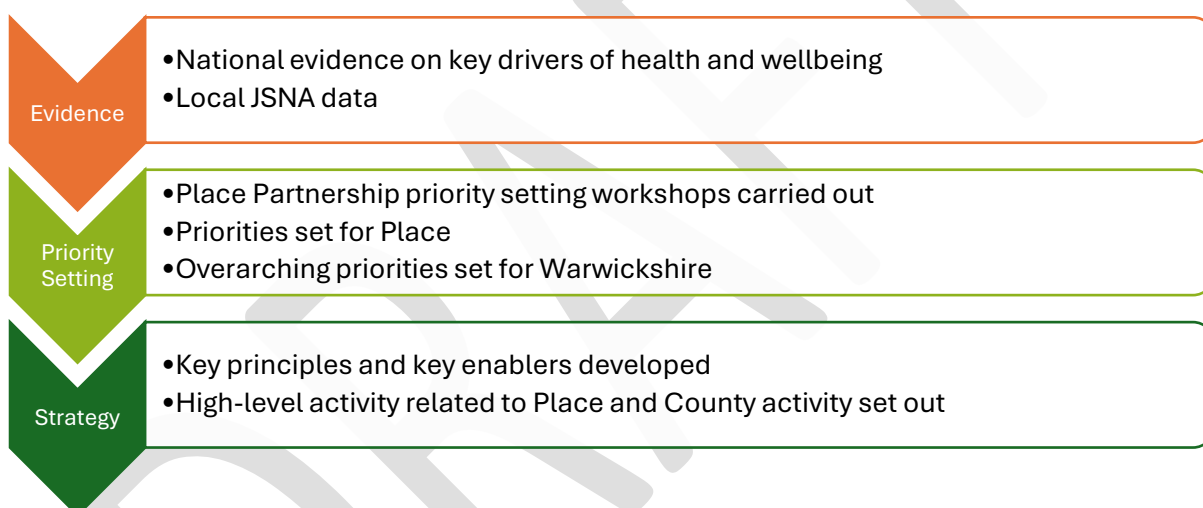 •National evidence on key drivers of health and wellbeing
•Local JSNA data
Evidence
•Place Partnership priority setting workshops carried out
•Priorities set for Place
•Overarching priorities set for Warwickshire
Priority
Setting
•Key principles and key enablers developed
•High-level activity related to Place and County activity set out
Strategy
DRAFT